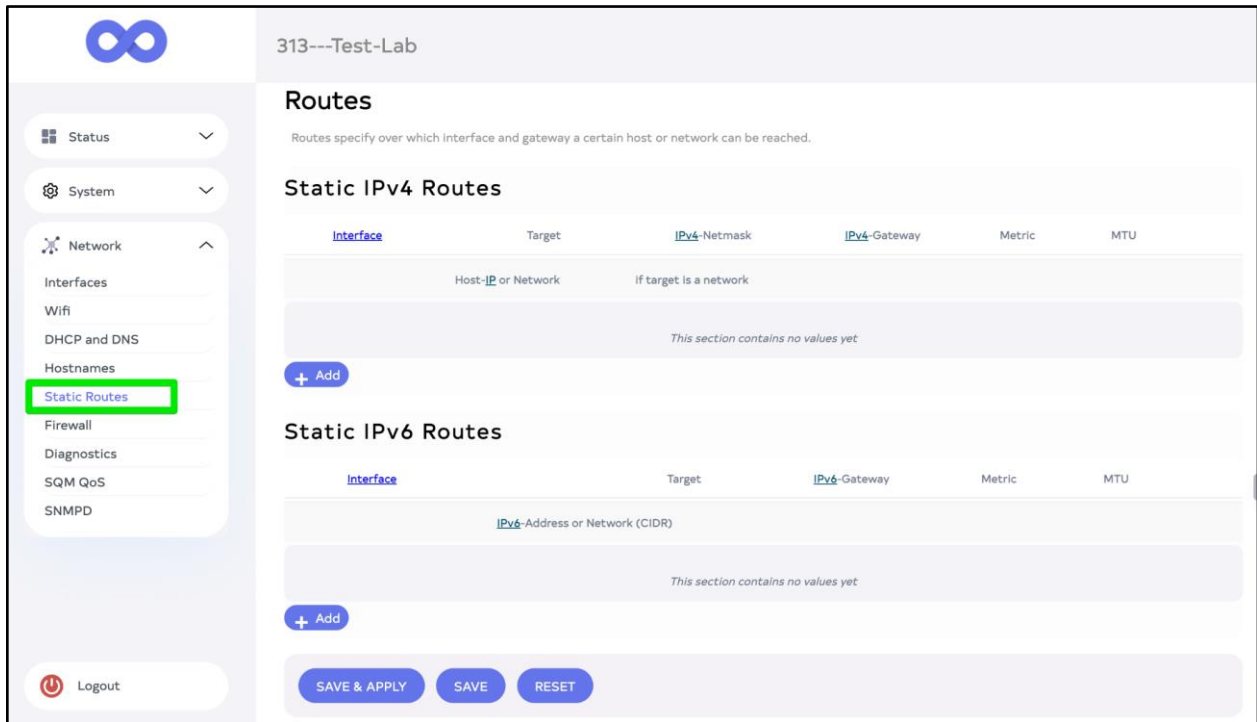 313---Test-Lab
Status
System
Network
Interfaces
Wifi
DHCP and DNS
Hostnames
Static Routes
Firewall
Diagnostics
SQM QoS
SNMPD
Logout
Routes
Routes specify over which interface and gateway a certain host or network can be reached.
Static IPv4 Routes
Interface Target IPv4-Netmask IPv4-Gateway Metric MTU
Host-IP or Network if target is a network
This section contains no values yet
+ Add
Static IPv6 Routes
Interface Target IPv6-Gateway Metric MTU
IPv6-Address or Network (CIDR)
This section contains no values yet
+ Add
SAVE & APPLY SAVE RESET